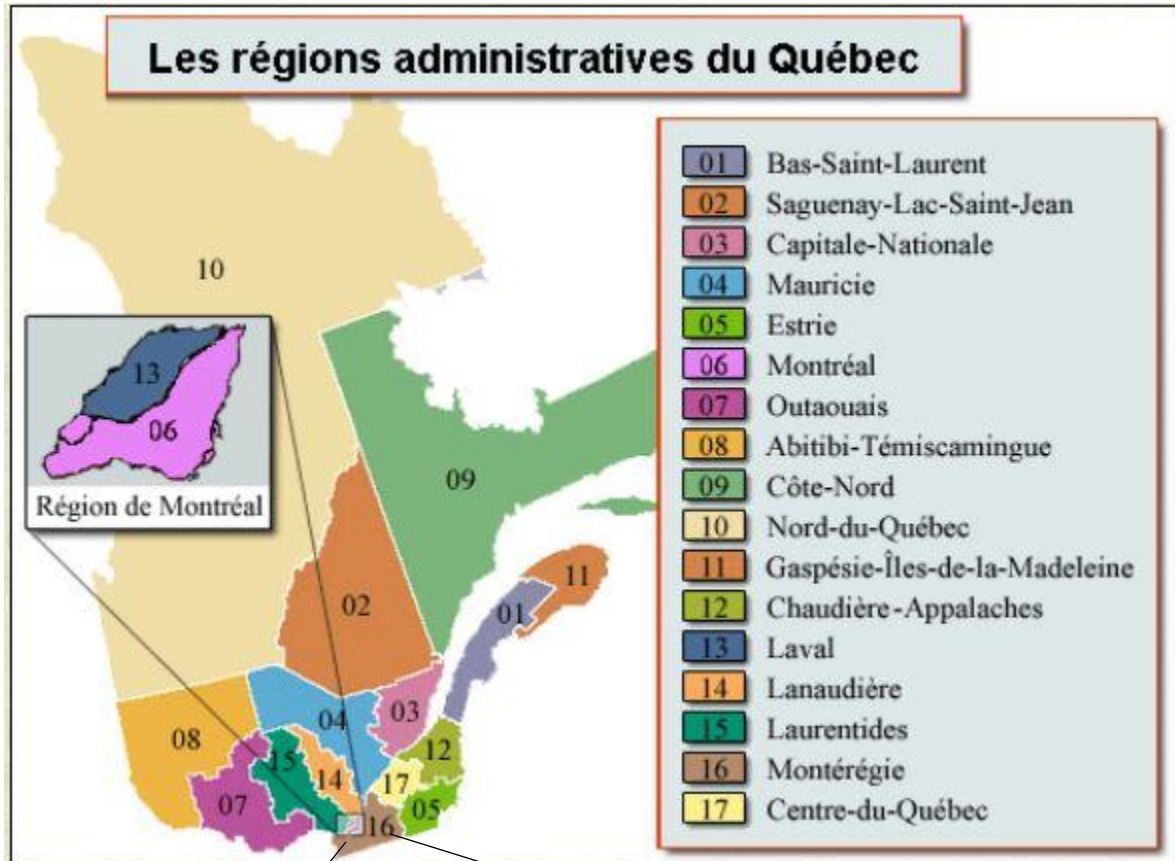 Les régions administratives du Québec
01 Bas-Saint-Laurent
02 Saguenay-Lac-Saint-Jean
03 Capitale-Nationale
04 Mauricie
05 Estrie
06 Montréal
07 Outaouais
08 Abitibi-Témiscamingue
09 Côte-Nord
10 Nord-du-Québec
11 Gaspésie-Îles-de-la-Madeleine
12 Chaudière-Appalaches
13 Laval
14 Lanaudière
15 Laurentides
16 Montérégie
17 Centre-du-Québec
10
13
06
Région de Montréal
09
11
02
01
04
03
08
12
15
14
17
07
05
16